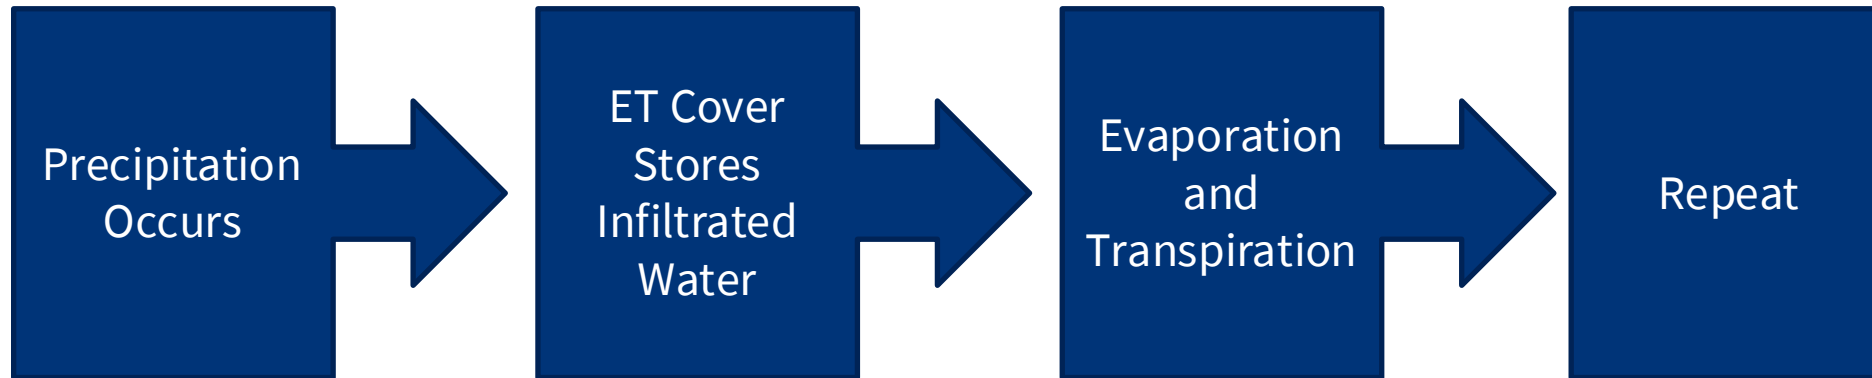 Precipitation
Occurs
ET Cover
Stores
Infiltrated
Water
Evaporation
and
Transpiration
Repeat